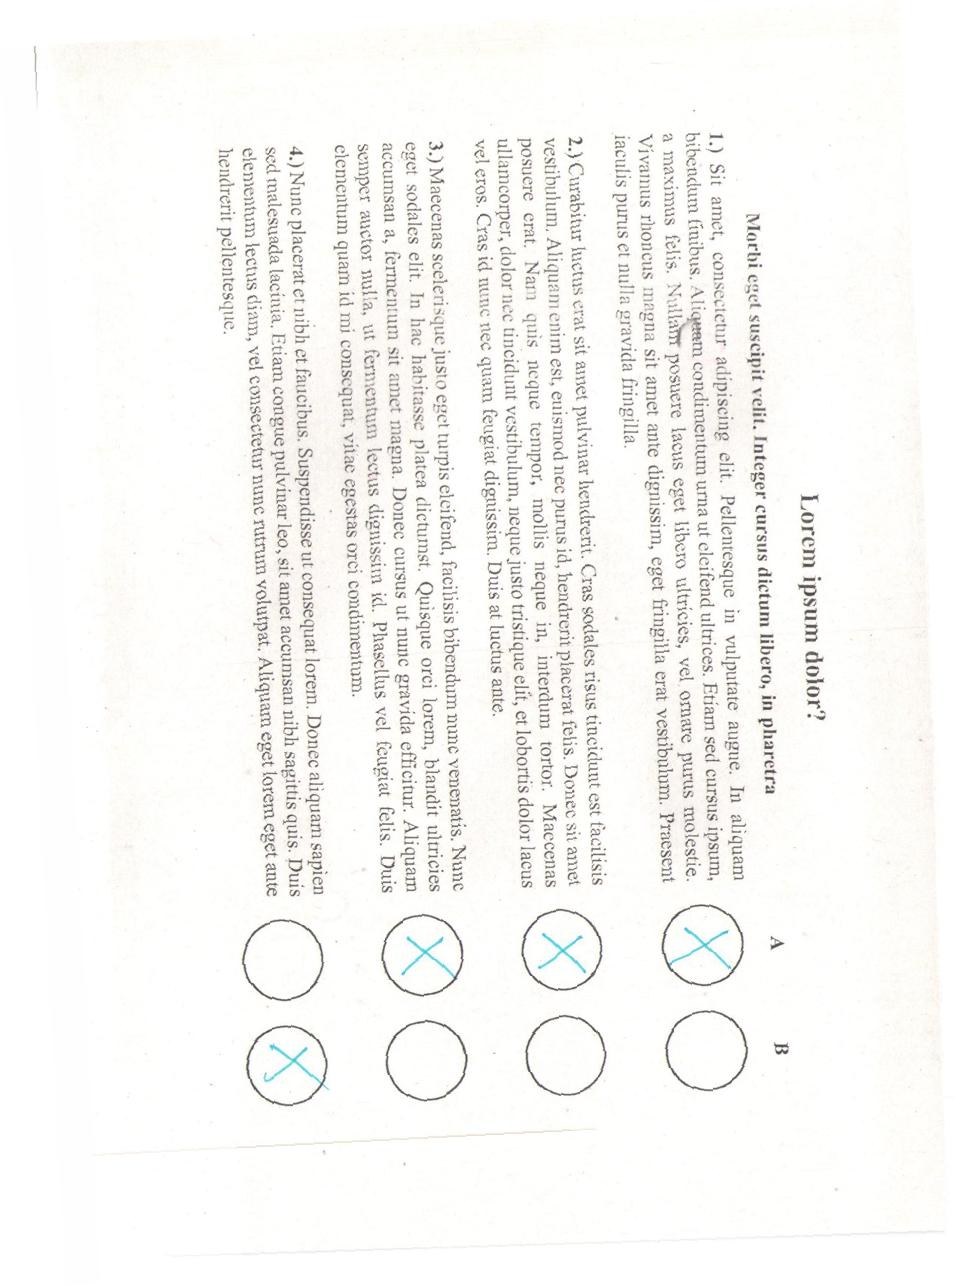 Lorem ipsum dolor?
Morbi eget suscipit velit. Integer cursus dictum libero, in pharetra
A
B
1.) Sit amet, consectetur adipiscing elit. Pellentesque in vulputate augue. In aliquam
bibendum finibus. Aliquam condimentum urna ut eleifend ultrices. Etiam sed cursus ipsum,
a maximus felis. Nullam posuere lacus eget libero ultricies, vel ornare purus molestie.
Vivamus rhoncus magna sit amet ante dignissim, eget fringilla erat vestibulum. Praesent
iaculis purus et nulla gravida fringilla.
2.) Curabitur luctus erat sit amet pulvinar hendrerit. Cras sodales risus tincidunt est facilisis
vestibulum. Aliquam enim est, euismod nec purus id, hendrerit placerat felis. Donec sit amet
posuere erat. Nam quis neque tempor, mollis neque in, interdum tortor. Maecenas
ullamcorper, dolor nec tincidunt vestibulum, neque justo tristique elit, et lobortis dolor lacus
vel eros. Cras id nunc nec quam feugiat dignissim. Duis at luctus ante.
3.) Maecenas scelerisque justo eget turpis eleifend, facilisis bibendum nunc venenatis. Nunc
eget sodales elit. In hac habitasse platea dictumst. Quisque orci lorem, blandit ultricies
accumsan a, fermentum sit amet magna. Donec cursus ut nunc gravida efficitur. Aliquam
semper auctor nulla, ut fermentum lectus dignissim id. Phasellus vel feugiat felis. Duis
elementum quam id mi consequat, vitae egestas orci condimentum.
4.) Nunc placerat et nibh et faucibus. Suspendisse ut consequat lorem. Donec aliquam sapien
sed malesuada lacinia. Etiam congue pulvinar leo, sit amet accumsan nibh sagittis quis. Duis
elementum lectus diam, vel consectetur nunc rutrum volutpat. Aliquam eget lorem eget ante
hendrerit pellentesque.